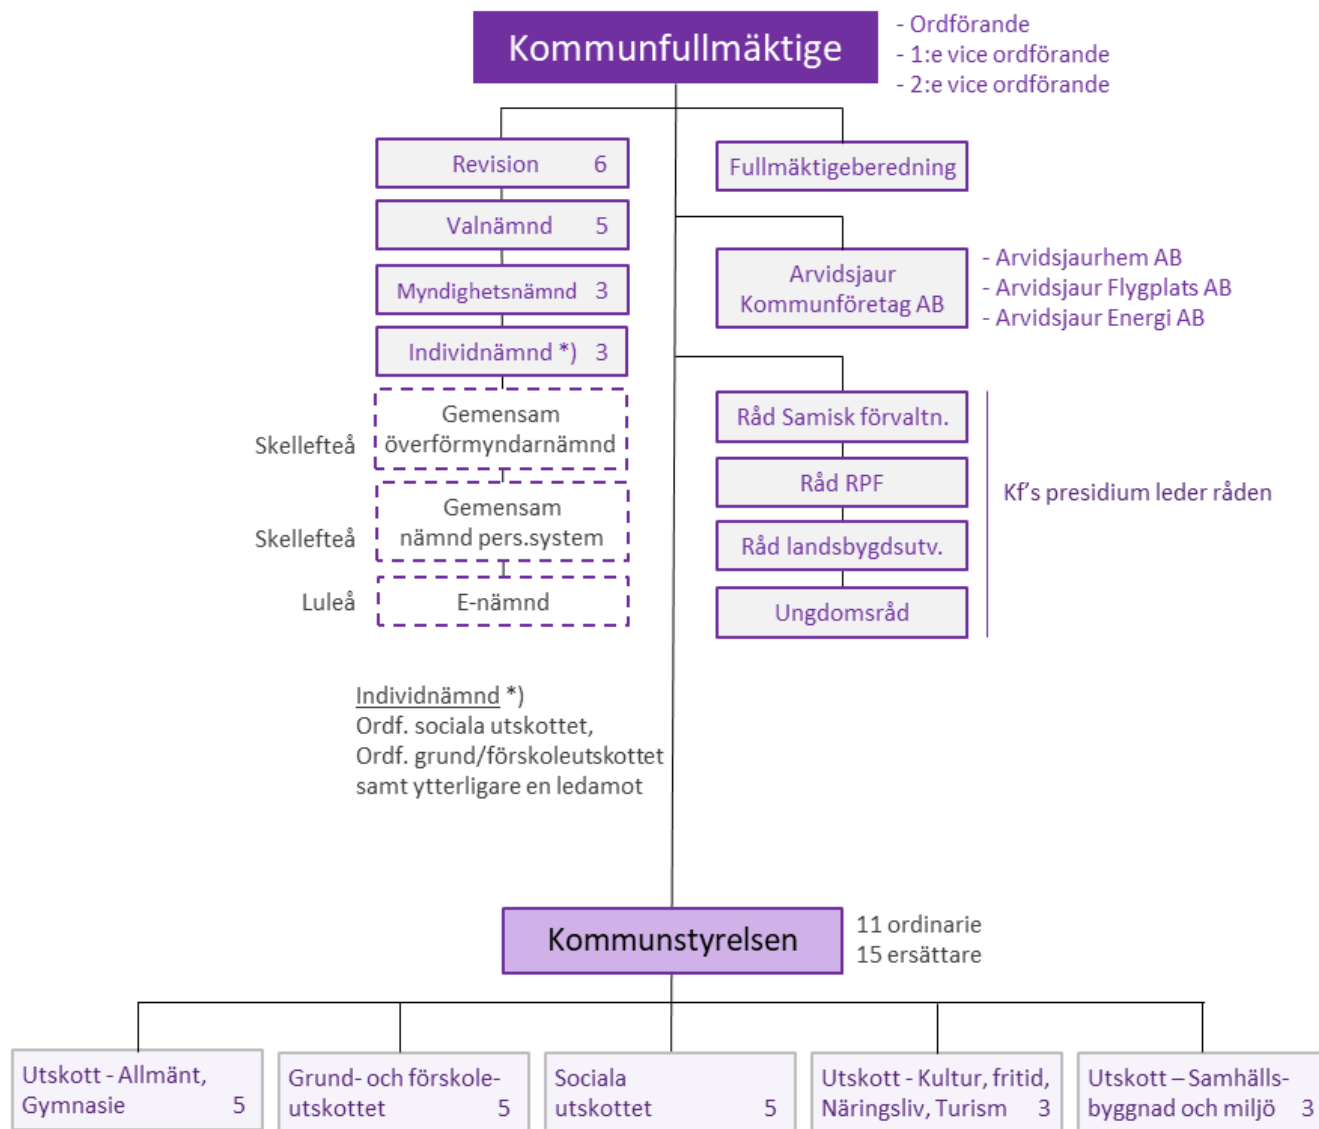 Kommunfullmäktige
- Ordförande
- 1:e vice ordförande
- 2:e vice ordförande
Revision 6
Valnämnd 5
Myndighetsnämnd 3
Individnämnd *) 3
Skellefteå
Gemensam
överförmyndarnämnd
Skellefteå
Gemensam
nämnd pers.system
Luleå
E-nämnd
Fullmäktigeberedning
Arvidsjaur
Kommunföretag AB
- Arvidsjaurhem AB
- Arvidsjaur Flygplats AB
- Arvidsjaur Energi AB
Råd Samisk förvaltn.
Råd RPF
Råd landsbygdsutv.
Ungdomsråd
Kf's presidium leder råden
Individnämnd *)
Ordf. sociala utskottet,
Ordf. grund/förskoleutskottet
samt ytterligare en ledamot
Kommunstyrelsen
11 ordinarie
15 ersättare
Utskott - Allmänt,
Gymnasie 5
Grund- och förskole-
utskottet 5
Sociala
utskottet 5
Utskott - Kultur, fritid,
Näringsliv, Turism 3
Utskott – Samhälls-
byggnad och miljö 3